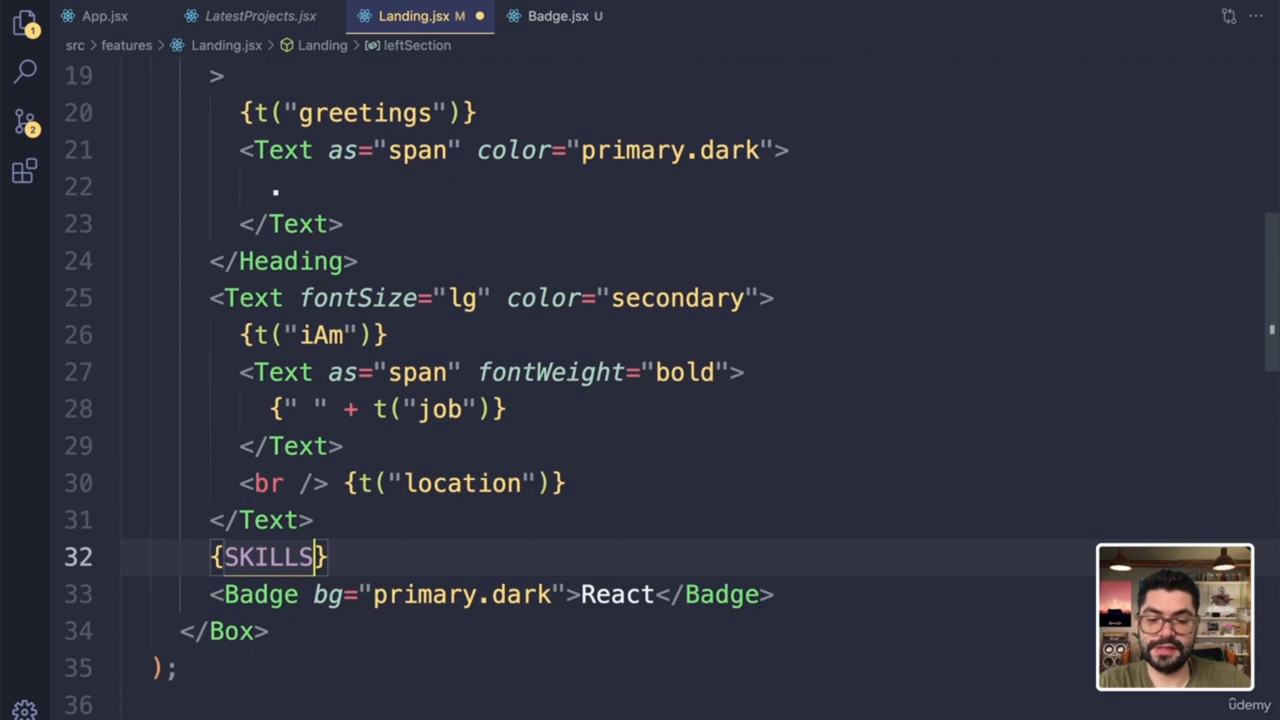 App.jsx
LatestProjects.jsx
Landing.jsx M
Badge.jsx U
src > features > Landing.jsx > Landing > leftSection
1
2
19 >
20 {t("greetings")}
21 <Text as="span" color="primary.dark">
22 .
23 </Text>
24 </Heading>
25 <Text fontSize="lg" color="secondary">
26 {t("iAm")}
27 <Text as="span" fontWeight="bold">
28 {" " + t("job")}
29 </Text>
30 <br /> {t("location")}
31 </Text>
32 {SKILLS}
33 <Badge bg="primary.dark">React</Badge>
34 </Box>
35 );
36
udemy